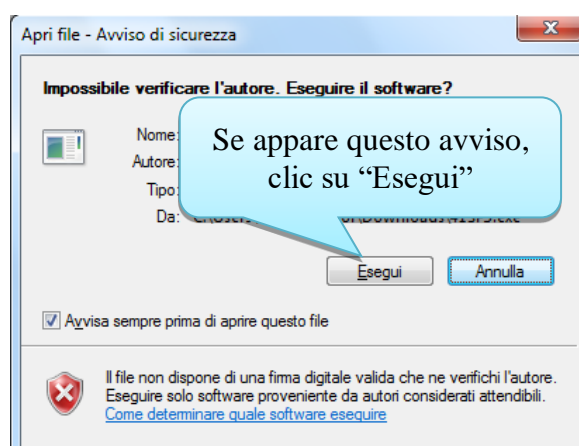 Apri file - Avviso di sicurezza
Impossibile verificare l'autore. Eseguire il software?
Nome:
Autore:
Tipo:
Da:
Se appare questo avviso,
clic su “Esegui”
Esegui
Annulla
Avvisa sempre prima di aprire questo file
Il file non dispone di una firma digitale valida che ne verifichi l'autore.
Eseguire solo software proveniente da autori considerati attendibili.
Come determinare quale software eseguire